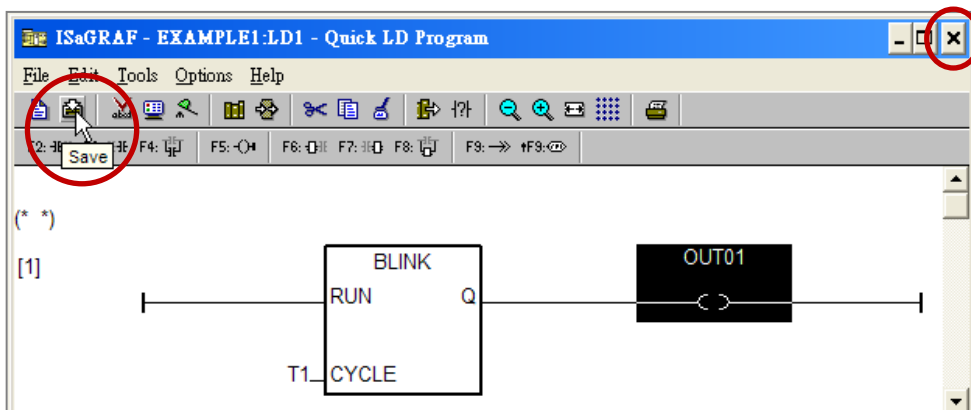 ISaGRAF - EXAMPLE1:LD1 - Quick LD Program
File Edit Tools Options Help
F2: F4: F5: F6: F7: F8: F9: ↑F9:
Save
(* *)
[1]
BLINK
OUT01
RUN Q
T1 CYCLE